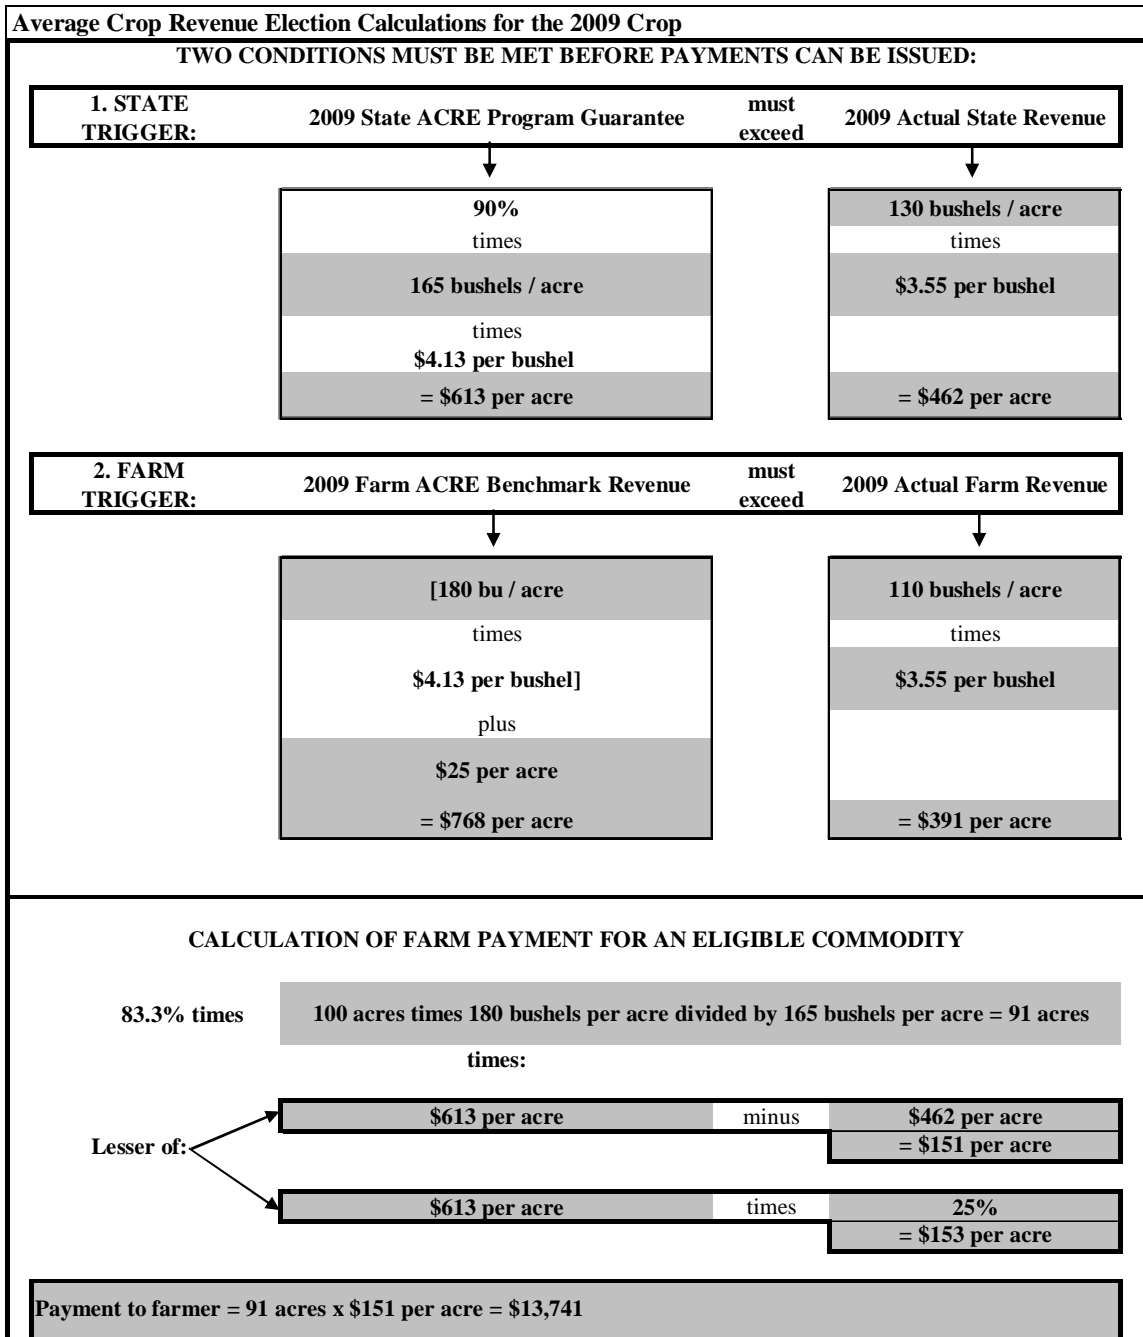 Average Crop Revenue Election Calculations for the 2009 Crop
TWO CONDITIONS MUST BE MET BEFORE PAYMENTS CAN BE ISSUED:
1. STATE TRIGGER: 2009 State ACRE Program Guarantee must exceed 2009 Actual State Revenue
90% 130 bushels / acre
times times
165 bushels / acre $3.55 per bushel
times
$4.13 per bushel
= $613 per acre = $462 per acre
2. FARM TRIGGER: 2009 Farm ACRE Benchmark Revenue must exceed 2009 Actual Farm Revenue
[180 bu / acre 110 bushels / acre
times times
$4.13 per bushel] $3.55 per bushel
plus
$25 per acre
= $768 per acre = $391 per acre
CALCULATION OF FARM PAYMENT FOR AN ELIGIBLE COMMODITY
83.3% times 100 acres times 180 bushels per acre divided by 165 bushels per acre = 91 acres
times:
$613 per acre minus $462 per acre
Lesser of: = $151 per acre
$613 per acre times 25%
= $153 per acre
Payment to farmer = 91 acres x $151 per acre = $13,741